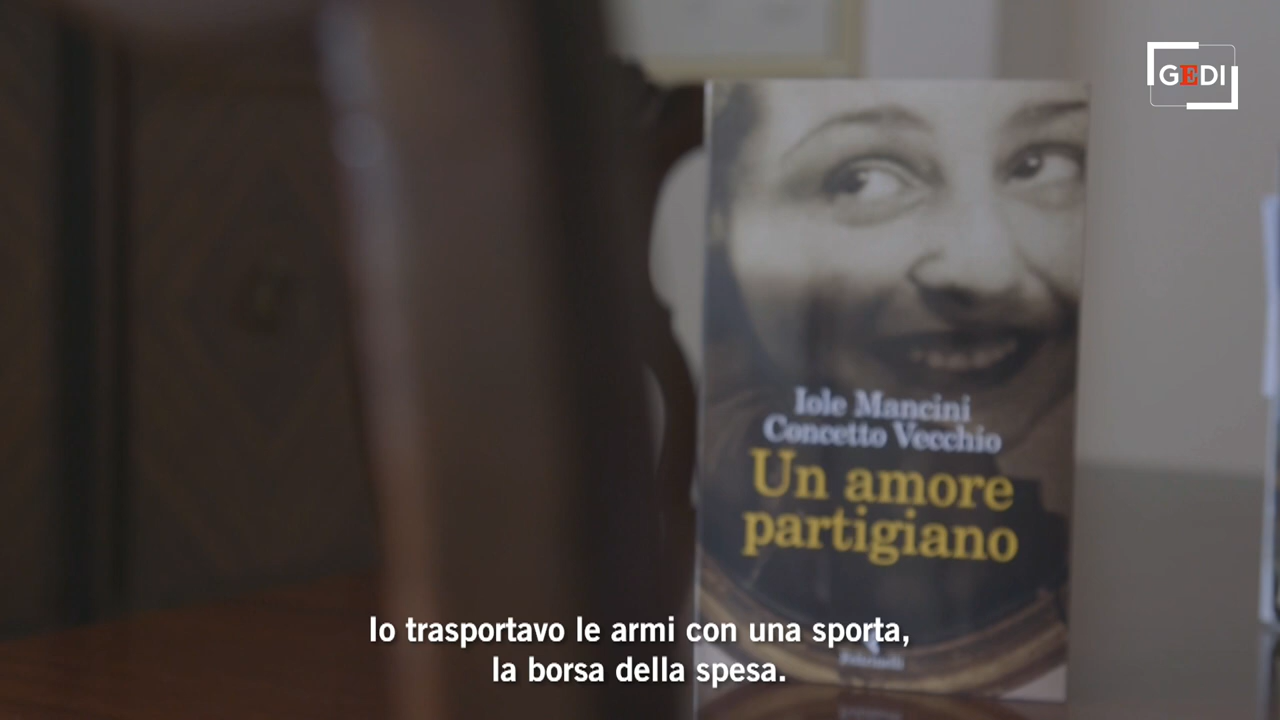 GEDI
Iole Mancini
Concetto Vecchio
Un amore
partigiano
Feltrinelli
Io trasportavo le armi con una sporta,
la borsa della spesa.